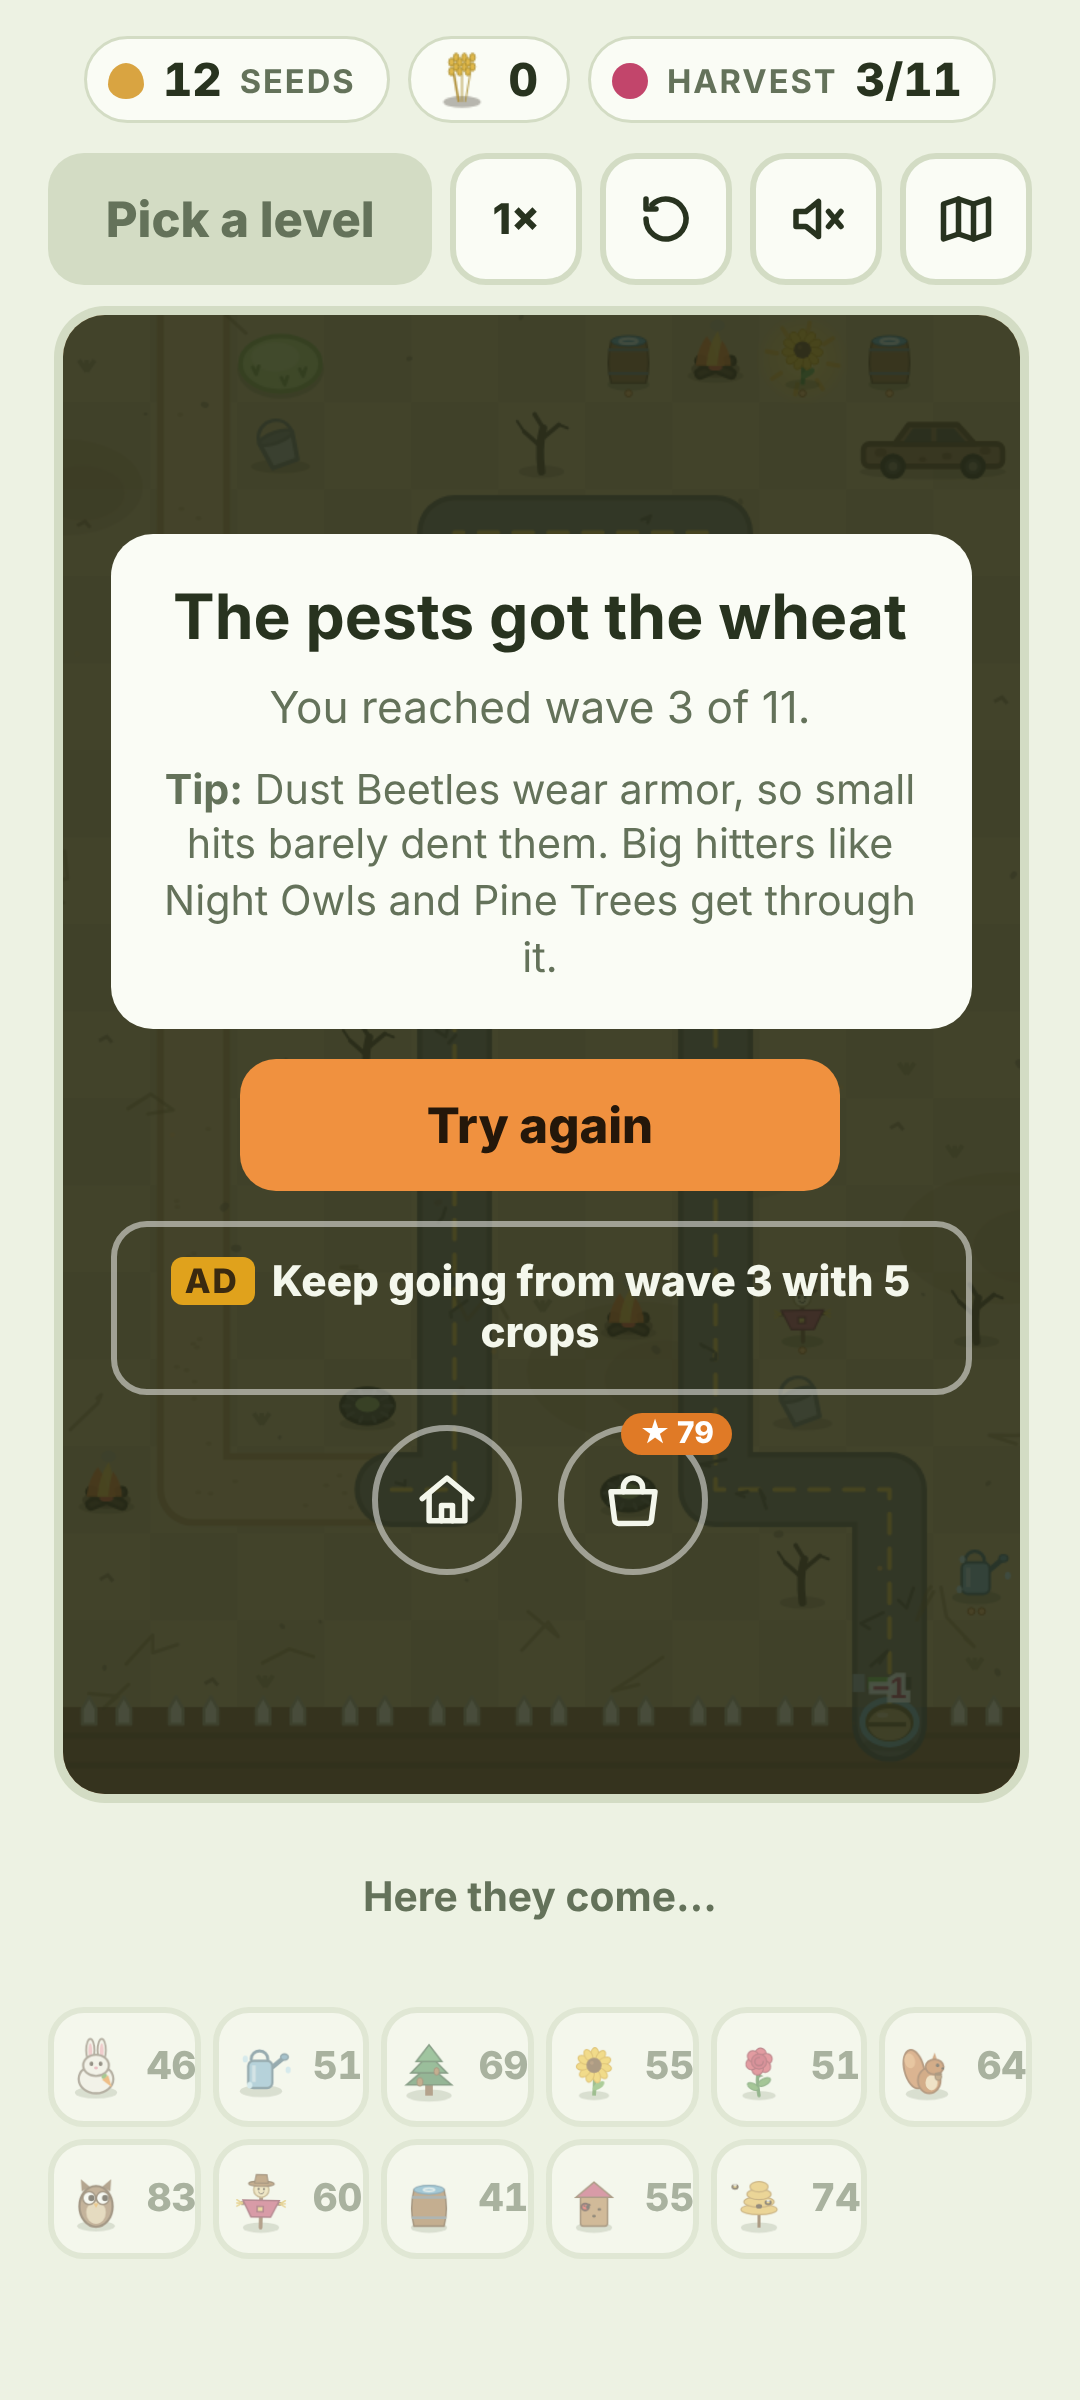 12 SEEDS 0 HARVEST 3/11
Pick a level 1×
The pests got the wheat
You reached wave 3 of 11.
Tip: Dust Beetles wear armor, so small
hits barely dent them. Big hitters like
Night Owls and Pine Trees get through
it.
Try again
AD Keep going from wave 3 with 5
crops
★ 79
−1
Here they come...
46 51 69 55 51 64
83 60 41 55 74